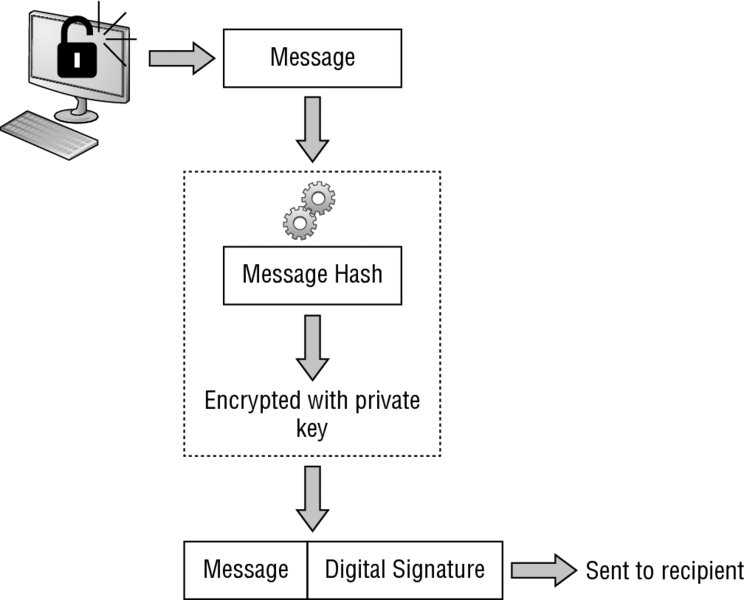 Message
Message Hash
Encrypted with private
key
Message
Digital Signature
Sent to recipient